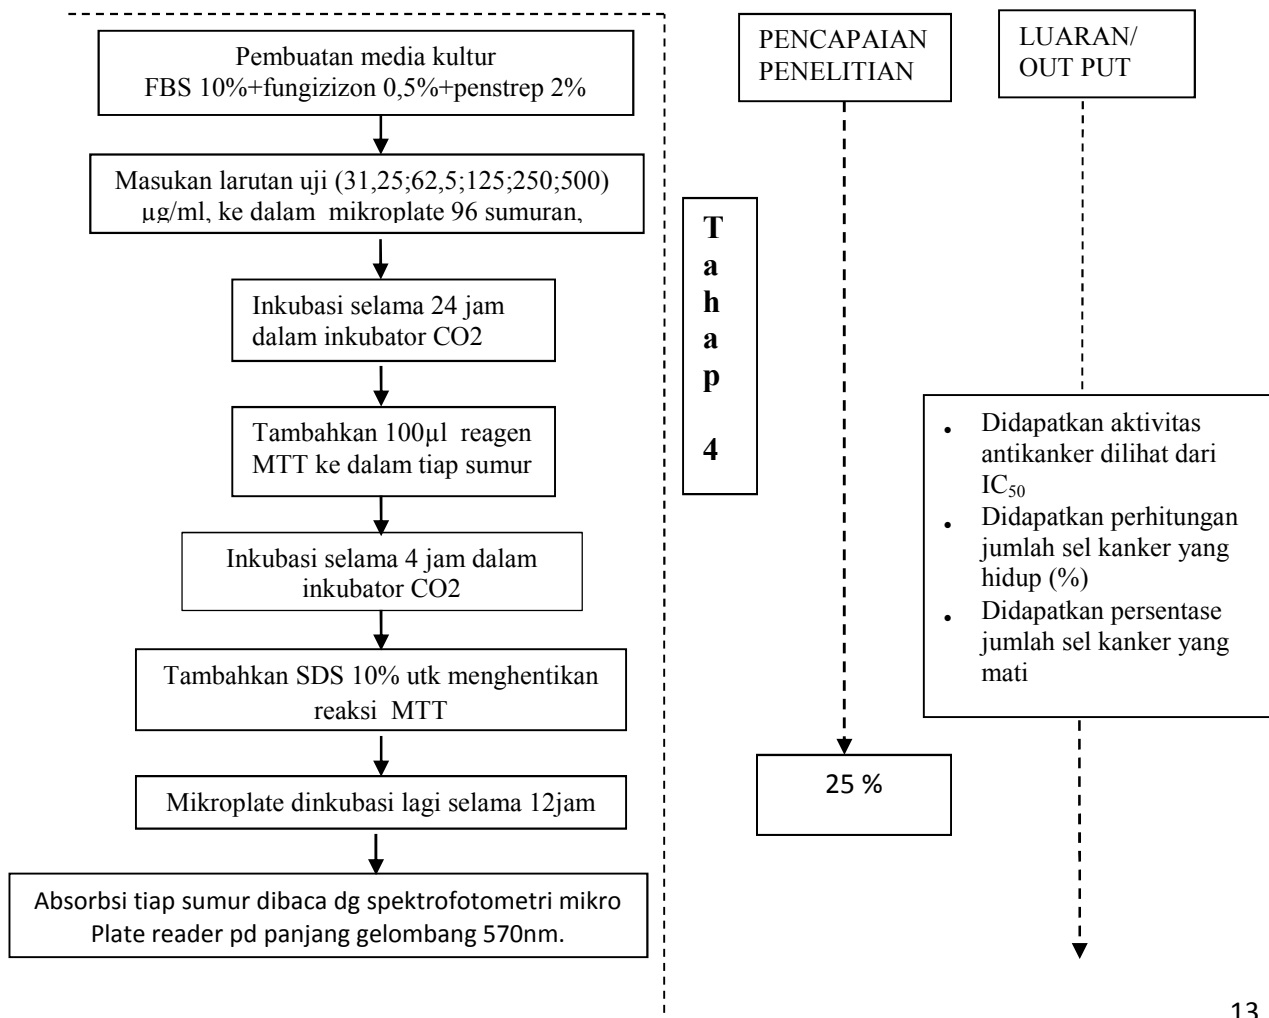 Pembuatan media kultur
FBS 10%+fungizizon 0,5%+penstrep 2%
Masukan larutan uji (31,25;62,5;125;250;500)
µg/ml, ke dalam mikroplate 96 sumuran,
Inkubasi selama 24 jam
dalam inkubator CO2
Tambahkan 100µl reagen
MTT ke dalam tiap sumur
Inkubasi selama 4 jam dalam
inkubator CO2
Tambahkan SDS 10% utk menghentikan
reaksi MTT
Mikroplate dinkubasi lagi selama 12jam
Absorbsi tiap sumur dibaca dg spektrofotometri mikro
Plate reader pd panjang gelombang 570nm.
T
a
h
a
p
4
PENCAPAIAN
PENELITIAN
25 %
LUARAN/
OUT PUT
• Didapatkan aktivitas
antikanker dilihat dari
IC₅₀
• Didapatkan perhitungan
jumlah sel kanker yang
hidup (%)
• Didapatkan persentase
jumlah sel kanker yang
mati
13